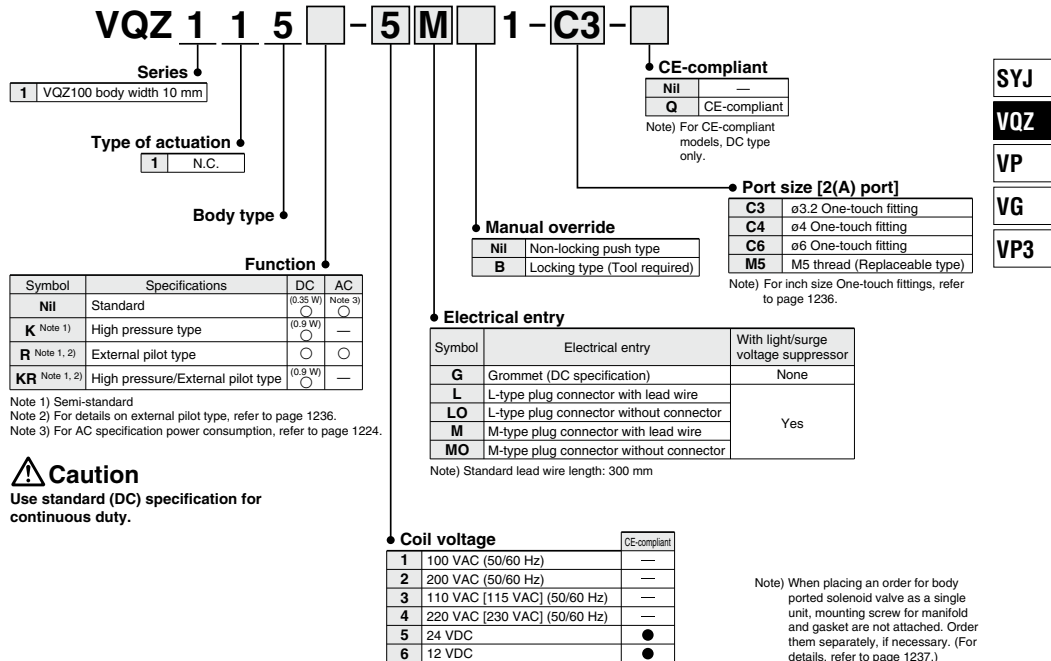 VQZ 1 1 5 – 5 M 1 – C3 –
Series
1 VQZ100 body width 10 mm
Type of actuation
1 N.C.
Body type
Function
Symbol Specifications DC AC
Nil Standard (0.35 W) ○ Note 3) ○
K Note 1) High pressure type (0.9 W) ○ —
R Note 1, 2) External pilot type ○ ○
KR Note 1, 2) High pressure/External pilot type (0.9 W) ○ —
Note 1) Semi-standard
Note 2) For details on external pilot type, refer to page 1236.
Note 3) For AC specification power consumption, refer to page 1224.
Caution
Use standard (DC) specification for
continuous duty.
CE-compliant
Nil —
Q CE-compliant
Note) For CE-compliant
models, DC type
only.
Port size [2(A) port]
C3 ø3.2 One-touch fitting
C4 ø4 One-touch fitting
C6 ø6 One-touch fitting
M5 M5 thread (Replaceable type)
Note) For inch size One-touch fittings, refer
to page 1236.
Manual override
Nil Non-locking push type
B Locking type (Tool required)
Electrical entry
Symbol Electrical entry With light/surge
voltage suppressor
G Grommet (DC specification) None
L L-type plug connector with lead wire
LO L-type plug connector without connector
Yes
M M-type plug connector with lead wire
MO M-type plug connector without connector
Note) Standard lead wire length: 300 mm
Coil voltage CE-compliant
1 100 VAC (50/60 Hz) —
2 200 VAC (50/60 Hz) —
3 110 VAC [115 VAC] (50/60 Hz) —
4 220 VAC [230 VAC] (50/60 Hz) —
5 24 VDC ●
6 12 VDC ●
Note) When placing an order for body
ported solenoid valve as a single
unit, mounting screw for manifold
and gasket are not attached. Order
them separately, if necessary. (For
details, refer to page 1237.)
SYJ
VQZ
VP
VG
VP3